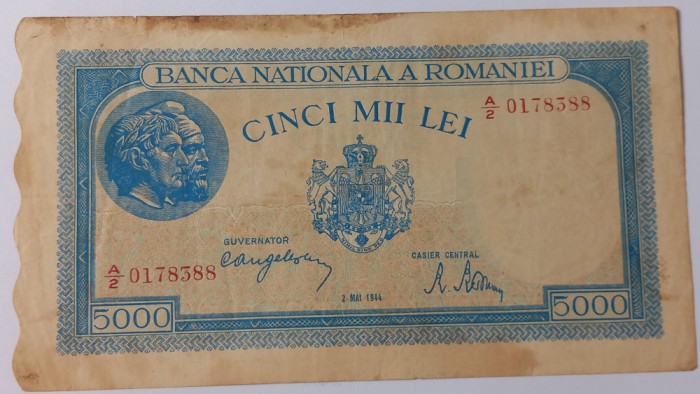 BANCA NATIONALA A ROMANIEI
A/2 0178388
CINCI MII LEI
GUVERNATOR
CASIER CENTRAL
A/2 0178388
2 MAI 1944
5000
5000